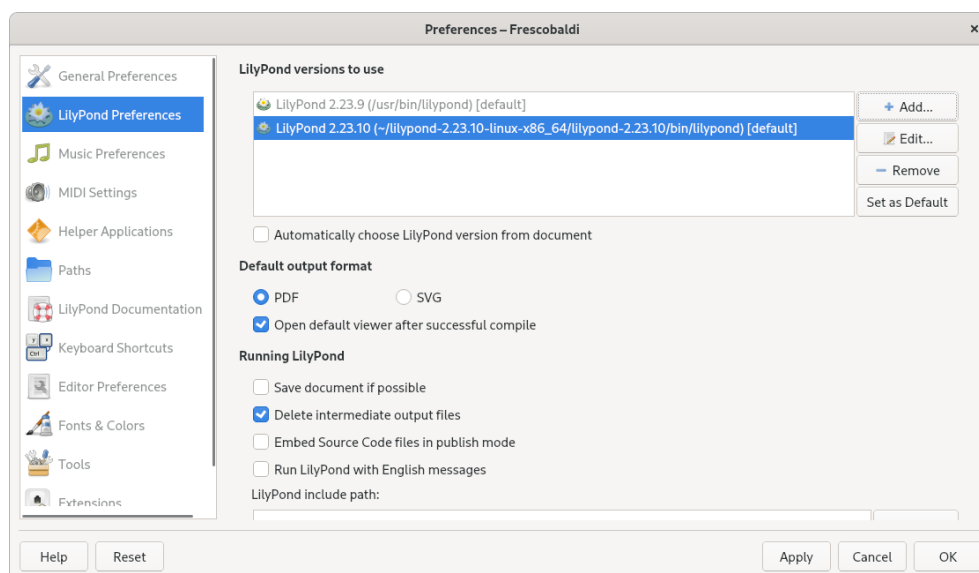 Preferences – Frescobaldi
General Preferences
LilyPond Preferences
Music Preferences
MIDI Settings
Helper Applications
Paths
LilyPond Documentation
Keyboard Shortcuts
Editor Preferences
Fonts & Colors
Tools
Extensions
LilyPond versions to use
LilyPond 2.23.9 (/usr/bin/lilypond) [default]
LilyPond 2.23.10 (~/lilypond-2.23.10-linux-x86_64/lilypond-2.23.10/bin/lilypond) [default]
Add...
Edit...
Remove
Set as Default
Automatically choose LilyPond version from document
Default output format
PDF SVG
Open default viewer after successful compile
Running LilyPond
Save document if possible
Delete intermediate output files
Embed Source Code files in publish mode
Run LilyPond with English messages
LilyPond include path:
Help Reset Apply Cancel OK